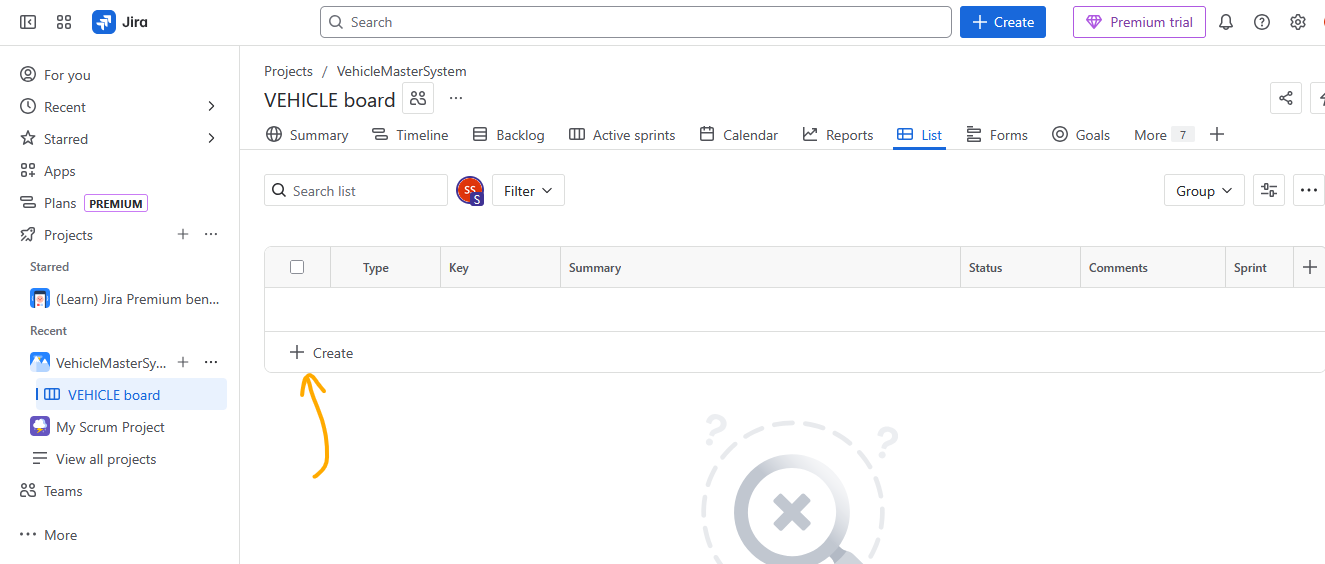 Jira
Search
Create
Premium trial
For you
Recent
Starred
Apps
Plans PREMIUM
Projects
Starred
(Learn) Jira Premium ben...
Recent
VehicleMasterSy...
VEHICLE board
My Scrum Project
View all projects
Teams
More
Projects / VehicleMasterSystem
VEHICLE board
Summary Timeline Backlog Active sprints Calendar Reports List Forms Goals More 7
Search list SS S Filter Group
Type Key Summary Status Comments Sprint
Create
? ?